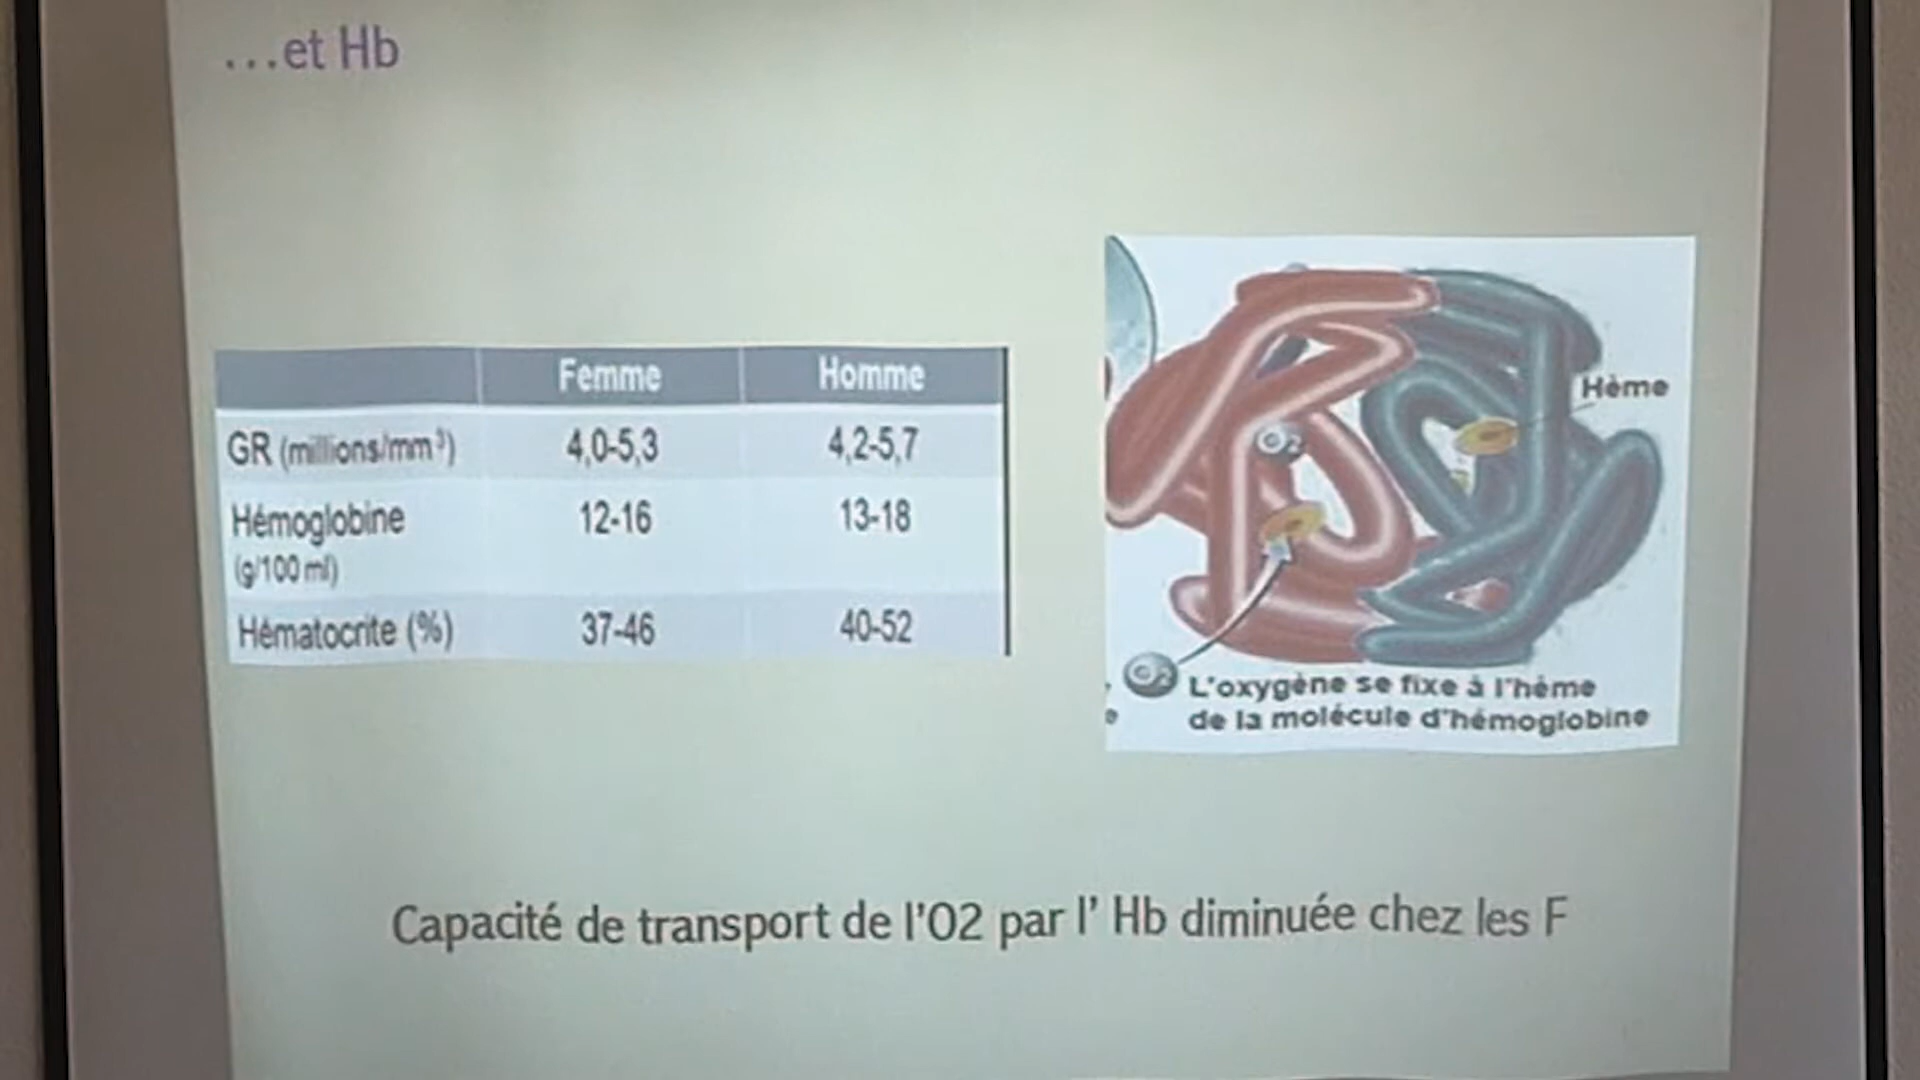 ...et Hb
Femme Homme
GR (millions/mm³) 4,0-5,3 4,2-5,7
Hémoglobine 12-16 13-18
(g/100 ml)
Hématocrite (%) 37-46 40-52
Hème
O2
O2
L'oxygène se fixe à l'hème
de la molécule d'hémoglobine
Capacité de transport de l'O2 par l' Hb diminuée chez les F